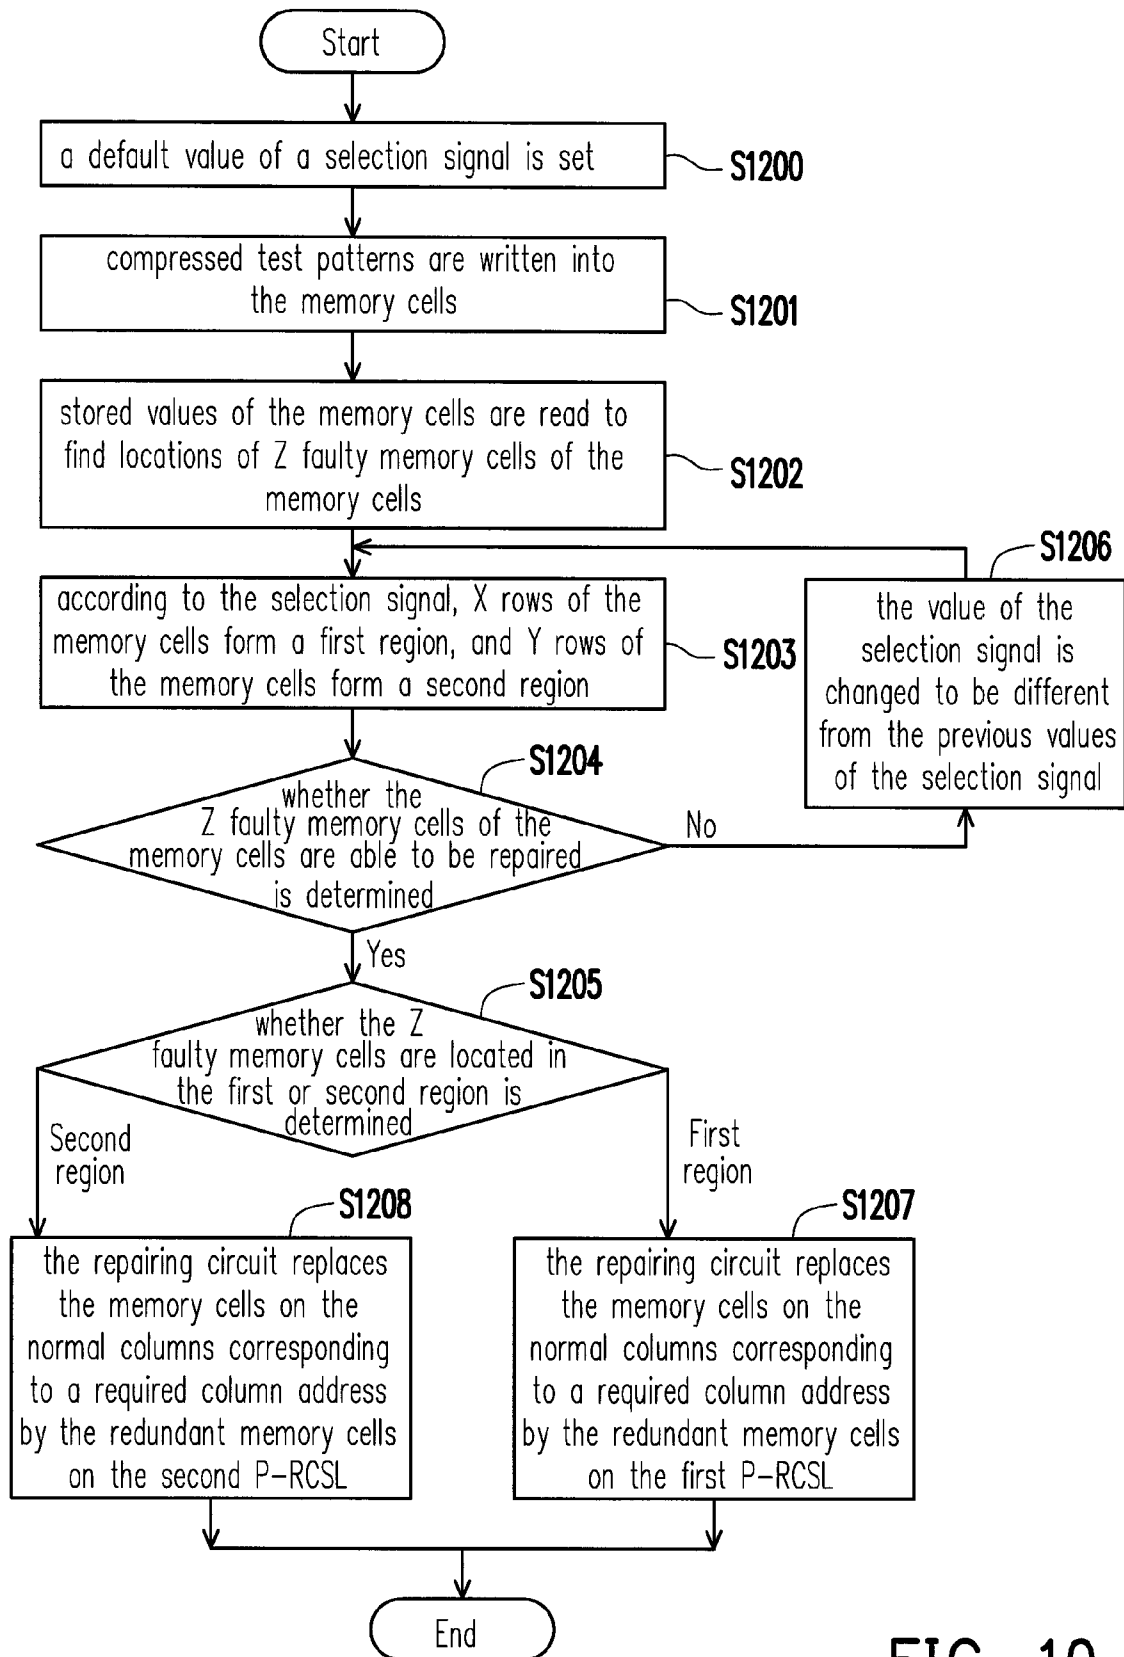 Start
a default value of a selection signal is set
S1200
compressed test patterns are written into
the memory cells
S1201
stored values of the memory cells are read to
find locations of Z faulty memory cells of the
memory cells
S1202
according to the selection signal, X rows of the
memory cells form a first region, and Y rows of
the memory cells form a second region
S1203
S1206
the value of the
selection signal is
changed to be different
from the previous values
of the selection signal
S1204
whether the
Z faulty memory cells of the
memory cells are able to be repaired
is determined
No
Yes
S1205
whether the Z
faulty memory cells are located in
the first or second region is
determined
Second
region
First
region
S1208
the repairing circuit replaces
the memory cells on the
normal columns corresponding
to a required column address
by the redundant memory cells
on the second P-RCSL
S1207
the repairing circuit replaces
the memory cells on the
normal columns corresponding
to a required column address
by the redundant memory cells
on the first P-RCSL
End